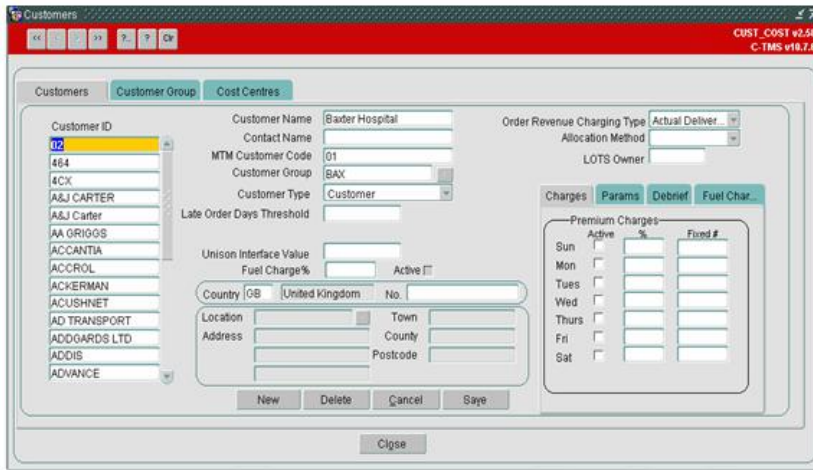 Customers
<< < > >> ?.. ? Clr
CUST_COST v2.5
C-TMS v10.7.
Customers Customer Group Cost Centres
Customer ID
02
464
4CX
A&J CARTER
A&J Carter
AA GRIGGS
ACCANTIA
ACCROL
ACKERMAN
ACUSHNET
AD TRANSPORT
ADDGARDS LTD
ADDIS
ADVANCE
Customer Name Baxter Hospital
Contact Name
MTM Customer Code 01
Customer Group BAX
Customer Type Customer
Late Order Days Threshold
Unison Interface Value
Fuel Charge% Active
Country GB United Kingdom No.
Location Town
Address County
Postcode
New Delete Cancel Save
Order Revenue Charging Type Actual Deliver...
Allocation Method
LOTS Owner
Charges Params Debrief Fuel Char...
Premium Charges
Active % Fixed #
Sun
Mon
Tues
Wed
Thurs
Fri
Sat
Close